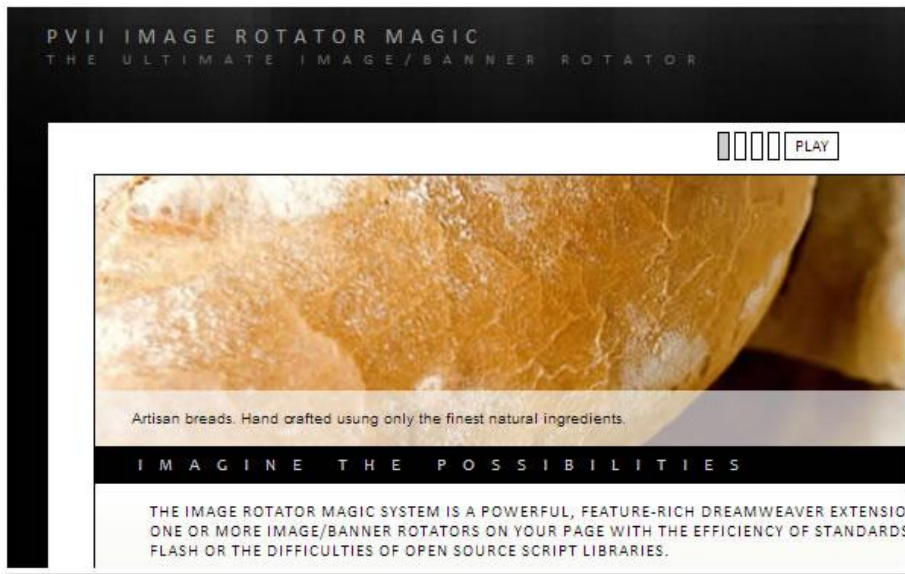 PVII IMAGE ROTATOR MAGIC
THE ULTIMATE IMAGE/BANNER ROTATOR
PLAY
Artisan breads. Hand crafted usung only the finest natural ingredients.
IMAGINE THE POSSIBILITIES
THE IMAGE ROTATOR MAGIC SYSTEM IS A POWERFUL, FEATURE-RICH DREAMWEAVER EXTENSIO
ONE OR MORE IMAGE/BANNER ROTATORS ON YOUR PAGE WITH THE EFFICIENCY OF STANDARDS
FLASH OR THE DIFFICULTIES OF OPEN SOURCE SCRIPT LIBRARIES.